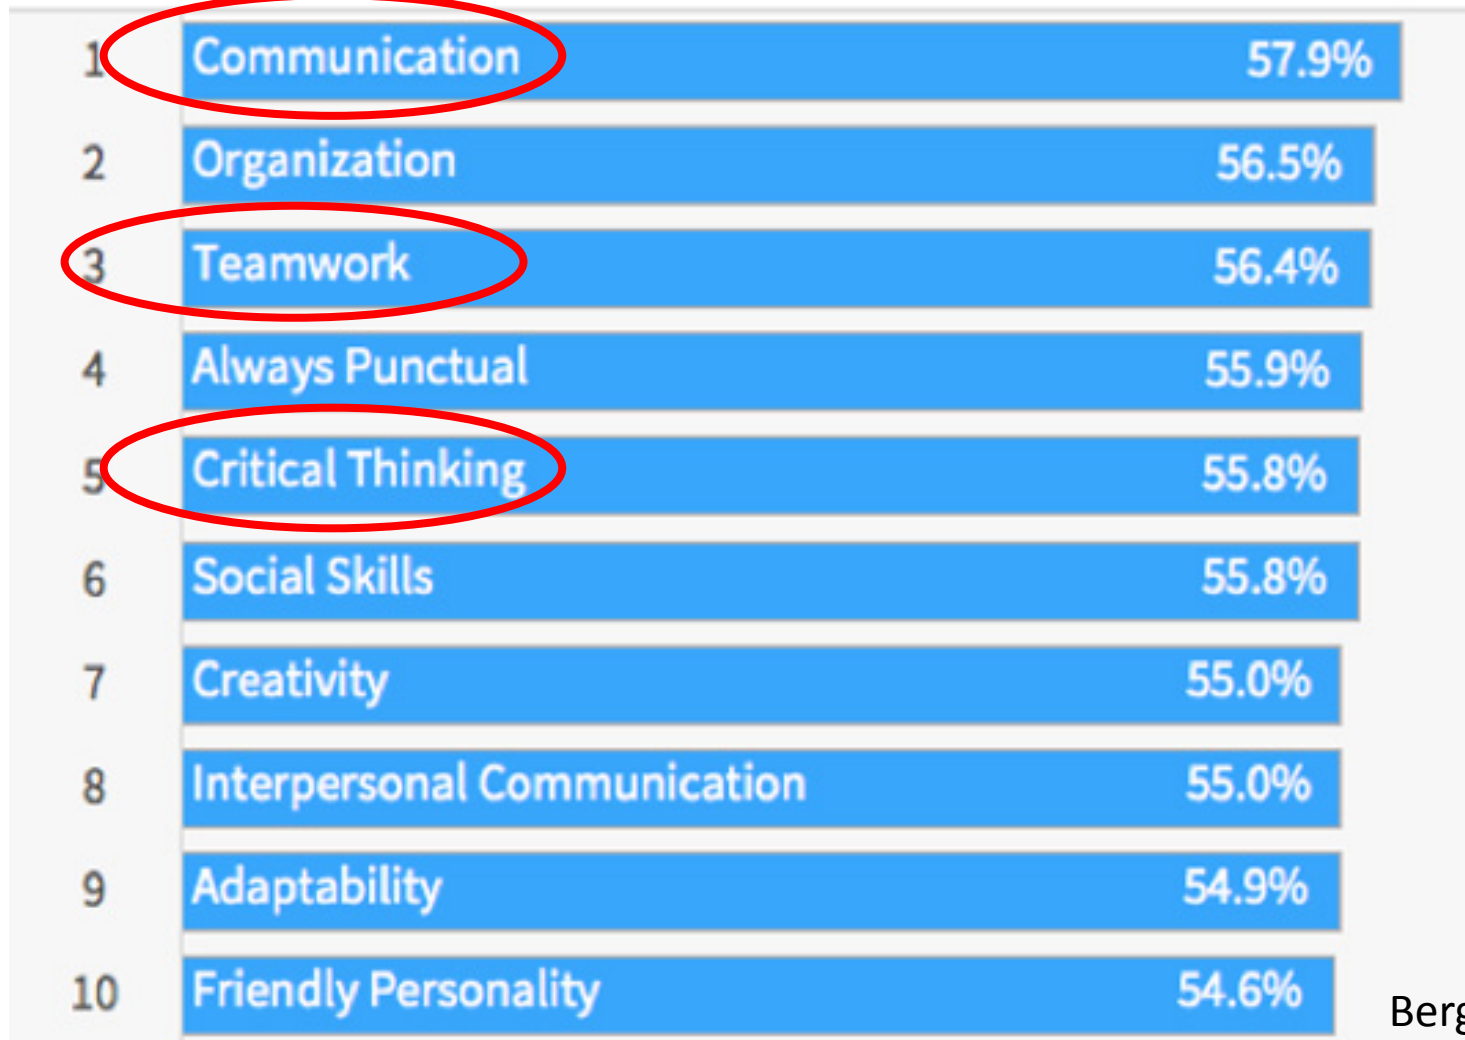 1 Communication 57.9%
2 Organization 56.5%
3 Teamwork 56.4%
4 Always Punctual 55.9%
5 Critical Thinking 55.8%
6 Social Skills 55.8%
7 Creativity 55.0%
8 Interpersonal Communication 55.0%
9 Adaptability 54.9%
10 Friendly Personality 54.6%